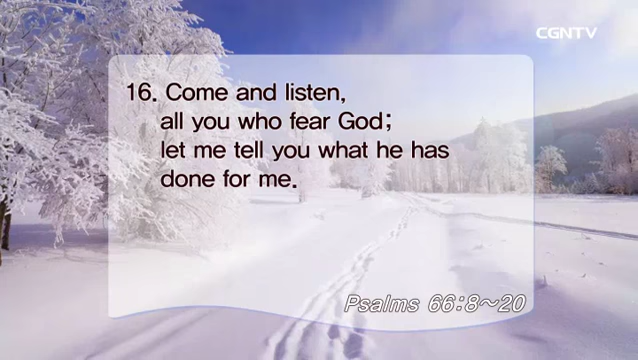 CGNTV
16. Come and listen,
all you who fear God;
let me tell you what he has
done for me.
Psalms 66:8~20